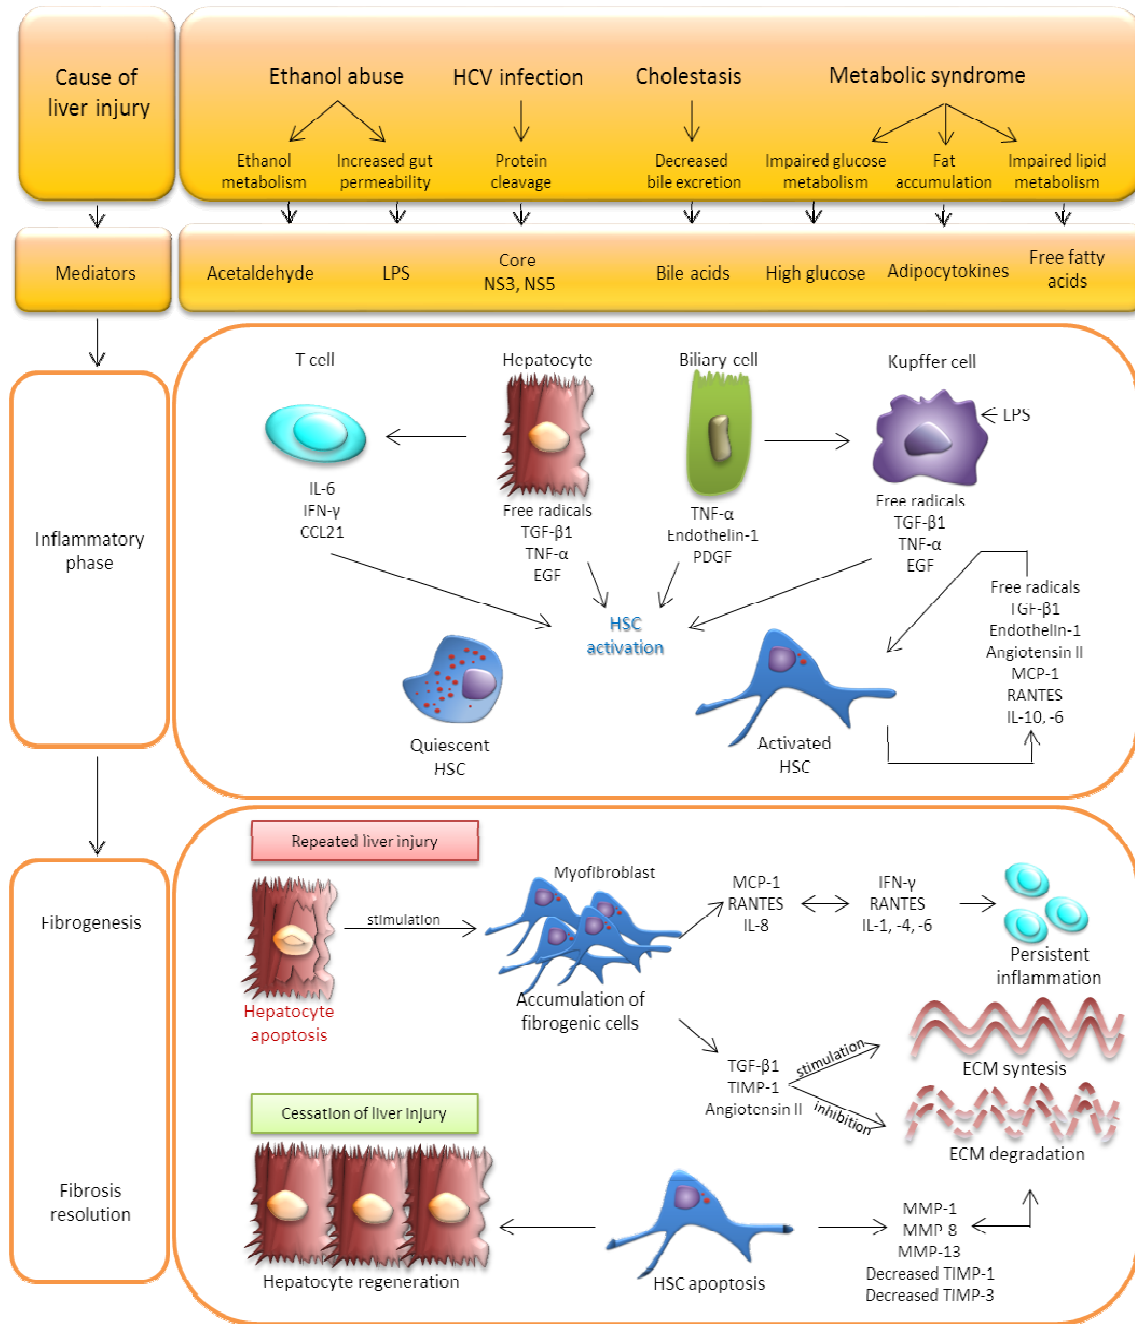 Cause of
liver injury
Ethanol abuse
HCV infection
Cholestasis
Metabolic syndrome
Ethanol
metabolism
Increased gut
permeability
Protein
cleavage
Decreased
bile excretion
Impaired glucose
metabolism
Fat
accumulation
Impaired lipid
metabolism
Mediators
Acetaldehyde
LPS
Core
NS3, NS5
Bile acids
High glucose
Adipocytokines
Free fatty
acids
Inflammatory
phase
T cell
Hepatocyte
Biliary cell
Kupffer cell
LPS
IL-6
IFN-γ
CCL21
Free radicals
TGF-β1
TNF-α
EGF
TNF-α
Endothelin-1
PDGF
Free radicals
TGF-β1
TNF-α
EGF
HSC
activation
Free radicals
TGF-β1
Endothelin-1
Angiotensin II
MCP-1
RANTES
IL-10, -6
Quiescent
HSC
Activated
HSC
Fibrogenesis
Repeated liver injury
Hepatocyte
apoptosis
stimulation
Myofibroblast
Accumulation of
fibrogenic cells
MCP-1
RANTES
IL-8
IFN-γ
RANTES
IL-1, -4, -6
Persistent
inflammation
TGF-β1
TIMP-1
Angiotensin II
stimulation
inhibition
ECM syntesis
ECM degradation
Fibrosis
resolution
Cessation of liver injury
Hepatocyte regeneration
HSC apoptosis
MMP-1
MMP 8
MMP-13
Decreased TIMP-1
Decreased TIMP-3